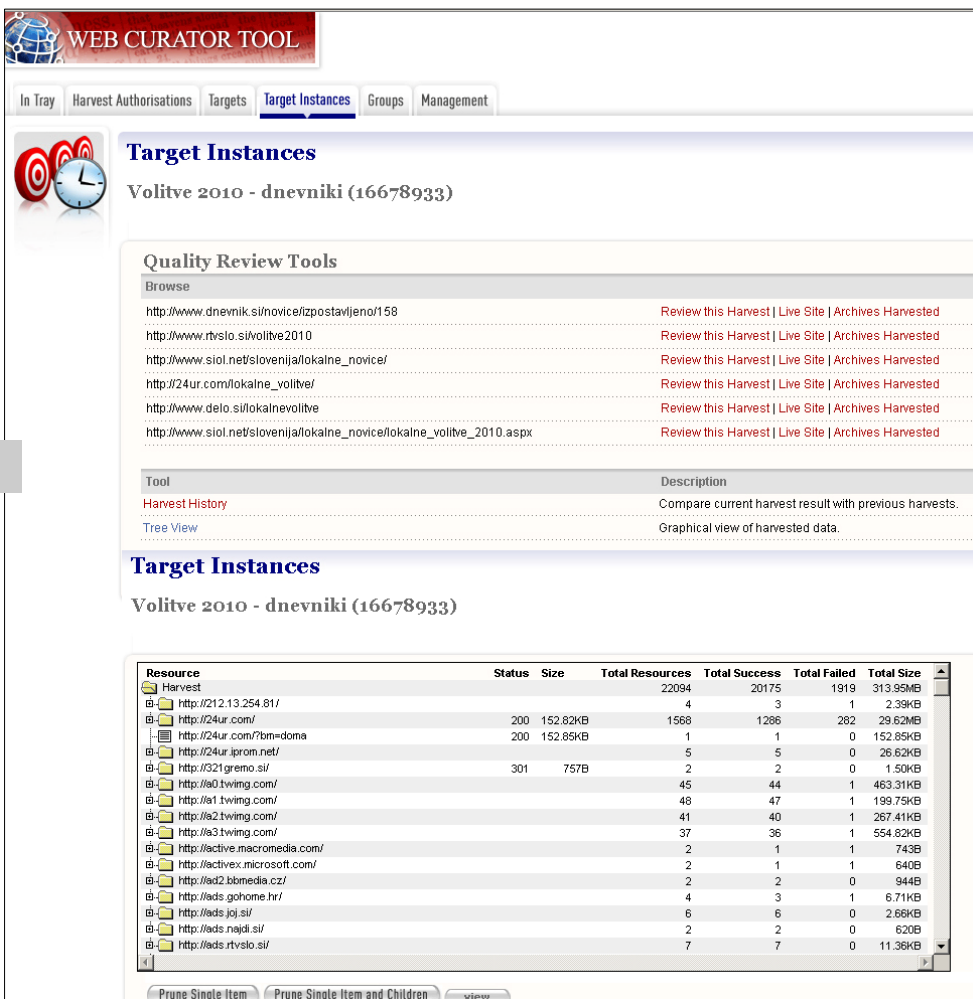 WEB CURATOR TOOL
In Tray Harvest Authorisations Targets Target Instances Groups Management
Target Instances
Volitve 2010 - dnevniki (16678933)
Quality Review Tools
Browse
http://www.dnevnik.si/novice/izpostavljeno/158 Review this Harvest | Live Site | Archives Harvested
http://www.rtvslo.si/volitve2010 Review this Harvest | Live Site | Archives Harvested
http://www.siol.net/slovenija/lokalne_novice/ Review this Harvest | Live Site | Archives Harvested
http://24ur.com/lokalne_volitve/ Review this Harvest | Live Site | Archives Harvested
http://www.delo.si/lokalnevolitve Review this Harvest | Live Site | Archives Harvested
http://www.siol.net/slovenija/lokalne_novice/lokalne_volitve_2010.aspx Review this Harvest | Live Site | Archives Harvested
Tool Description
Harvest History Compare current harvest result with previous harvests.
Tree View Graphical view of harvested data.
Target Instances
Volitve 2010 - dnevniki (16678933)
Resource Status Size Total Resources Total Success Total Failed Total Size
Harvest 22094 20175 1919 313.95MB
http://212.13.254.81/ 4 3 1 2.39KB
http://24ur.com/ 200 152.82KB 1568 1286 282 29.62MB
http://24ur.com/?bm=doma 200 152.85KB 1 1 0 152.85KB
http://24ur.iprom.net/ 5 5 0 26.62KB
http://321gremo.si/ 301 757B 2 2 0 1.50KB
http://a0.twimg.com/ 45 44 1 463.31KB
http://a1.twimg.com/ 48 47 1 199.75KB
http://a2.twimg.com/ 41 40 1 267.41KB
http://a3.twimg.com/ 37 36 1 554.82KB
http://active.macromedia.com/ 2 1 1 743B
http://activex.microsoft.com/ 2 1 1 640B
http://ad2.bbmedia.cz/ 2 2 0 944B
http://ads.gohome.hr/ 4 3 1 6.71KB
http://ads.joj.si/ 6 6 0 2.66KB
http://ads.najdi.si/ 2 2 0 620B
http://ads.rtvslo.si/ 7 7 0 11.36KB
Prune Single Item Prune Single Item and Children view